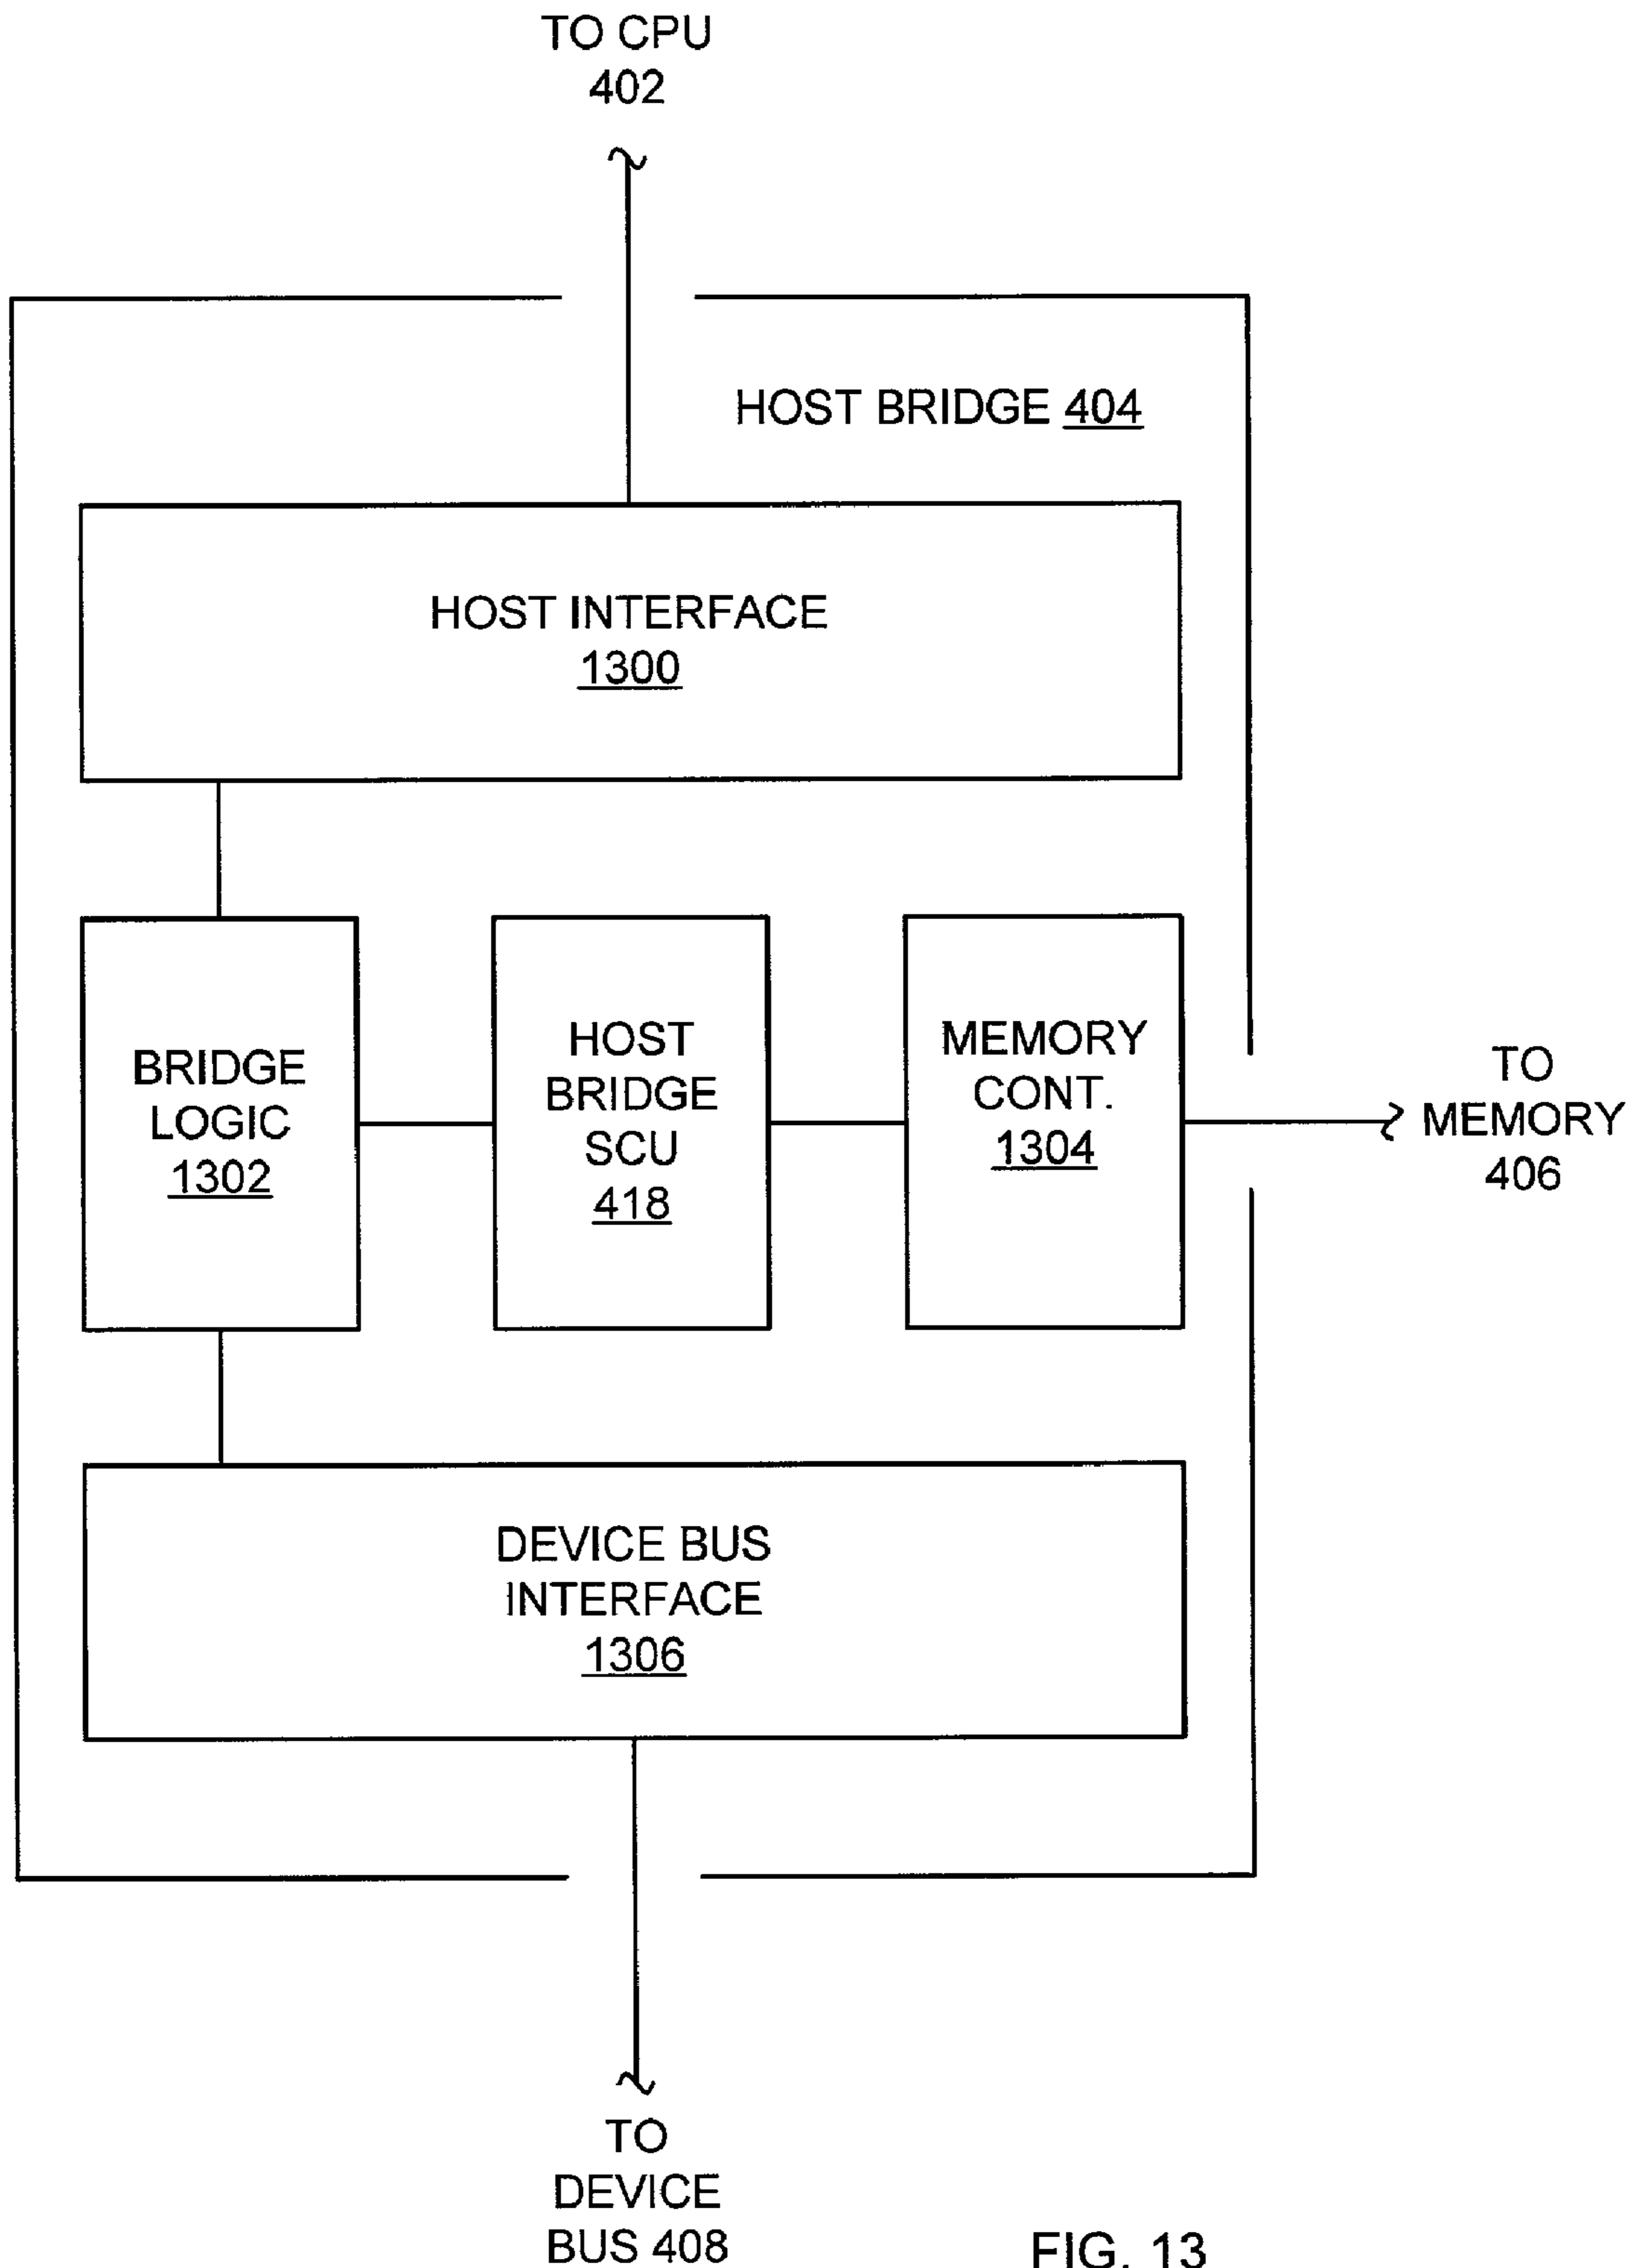 TO CPU
402
HOST BRIDGE 404
HOST INTERFACE
1300
BRIDGE
LOGIC
1302
HOST
BRIDGE
SCU
418
MEMORY
CONT.
1304
TO
MEMORY
406
DEVICE BUS
INTERFACE
1306
TO
DEVICE
BUS 408
FIG. 13